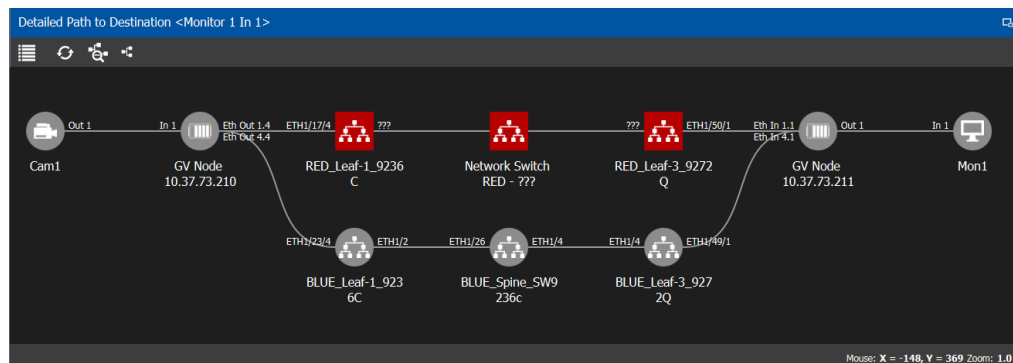 Detailed Path to Destination <Monitor 1 In 1>
Out 1
In 1
Eth Out 1.4
Eth Out 4.4
ETH1/17/4
???
???
ETH1/50/1
Eth In 1.1
Eth In 4.1
Out 1
In 1
Cam1
GV Node
10.37.73.210
RED_Leaf-1_9236
C
Network Switch
RED - ???
RED_Leaf-3_9272
Q
GV Node
10.37.73.211
Mon1
ETH1/23/4
ETH1/2
ETH1/26
ETH1/4
ETH1/4
ETH1/49/1
BLUE_Leaf-1_923
6C
BLUE_Spine_SW9
236c
BLUE_Leaf-3_927
2Q
Mouse: X = -148, Y = 369 Zoom: 1.0